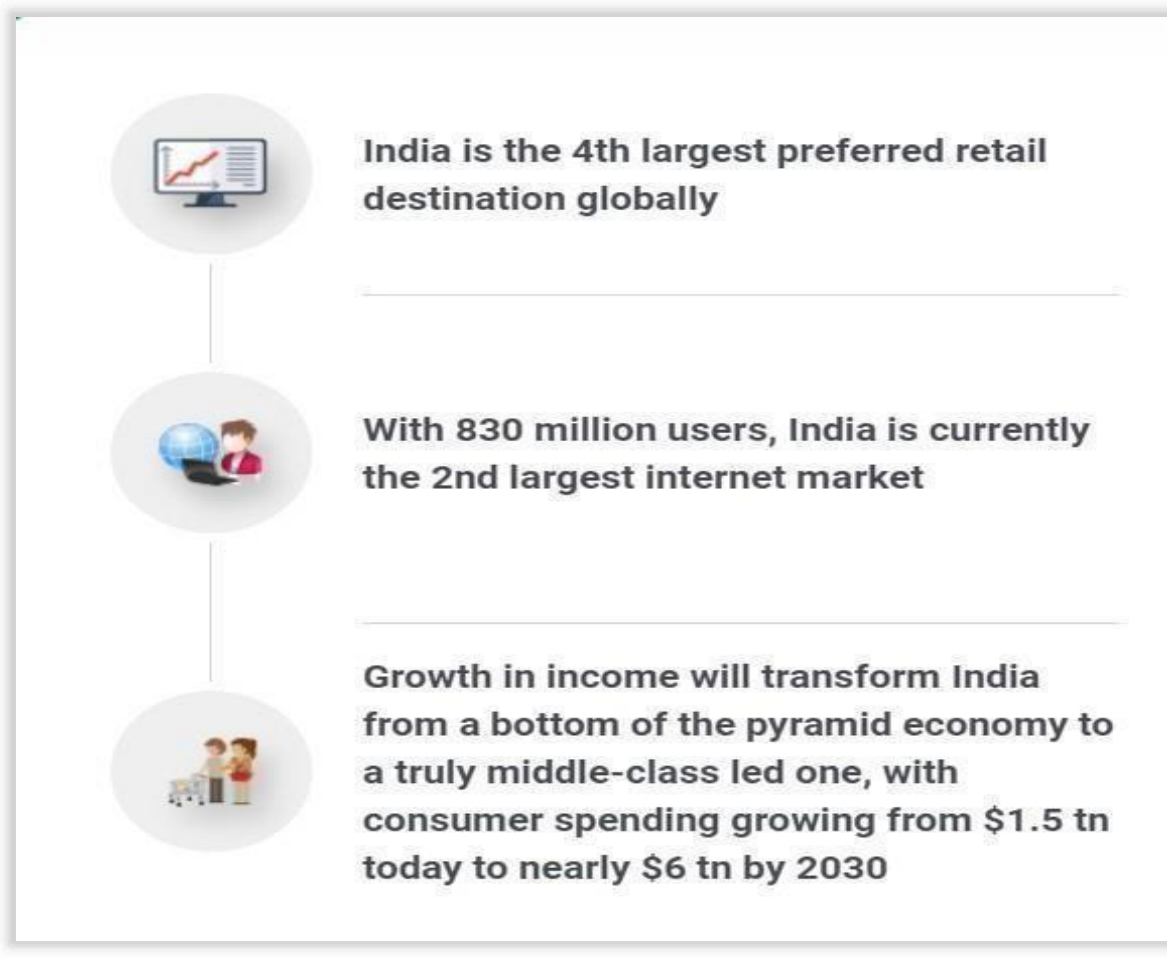 India is the 4th largest preferred retail
destination globally
With 830 million users, India is currently
the 2nd largest internet market
Growth in income will transform India
from a bottom of the pyramid economy to
a truly middle-class led one, with
consumer spending growing from $1.5 tn
today to nearly $6 tn by 2030